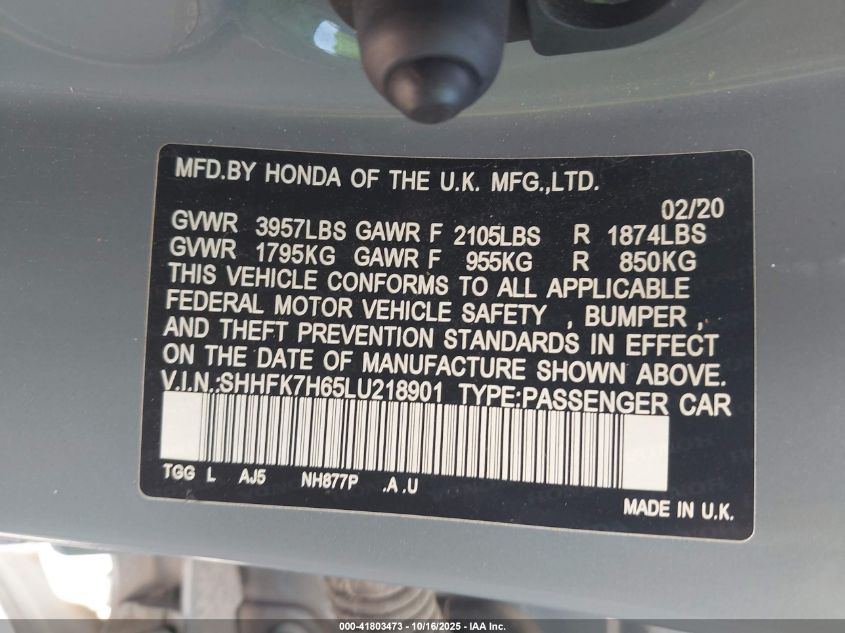 MFD.BY HONDA OF THE U.K. MFG.,LTD.
02/20
GVWR 3957LBS GAWR F 2105LBS R 1874LBS
GVWR 1795KG GAWR F 955KG R 850KG
THIS VEHICLE CONFORMS TO ALL APPLICABLE
FEDERAL MOTOR VEHICLE SAFETY , BUMPER ,
AND THEFT PREVENTION STANDARDS IN EFFECT
ON THE DATE OF MANUFACTURE SHOWN ABOVE.
V.I.N.:SHHFK7H65LU218901 TYPE:PASSENGER CAR
TGG L AJ5 NH877P .A .U
MADE IN U.K.
000-41803473 - 10/16/2025 - IAA Inc.